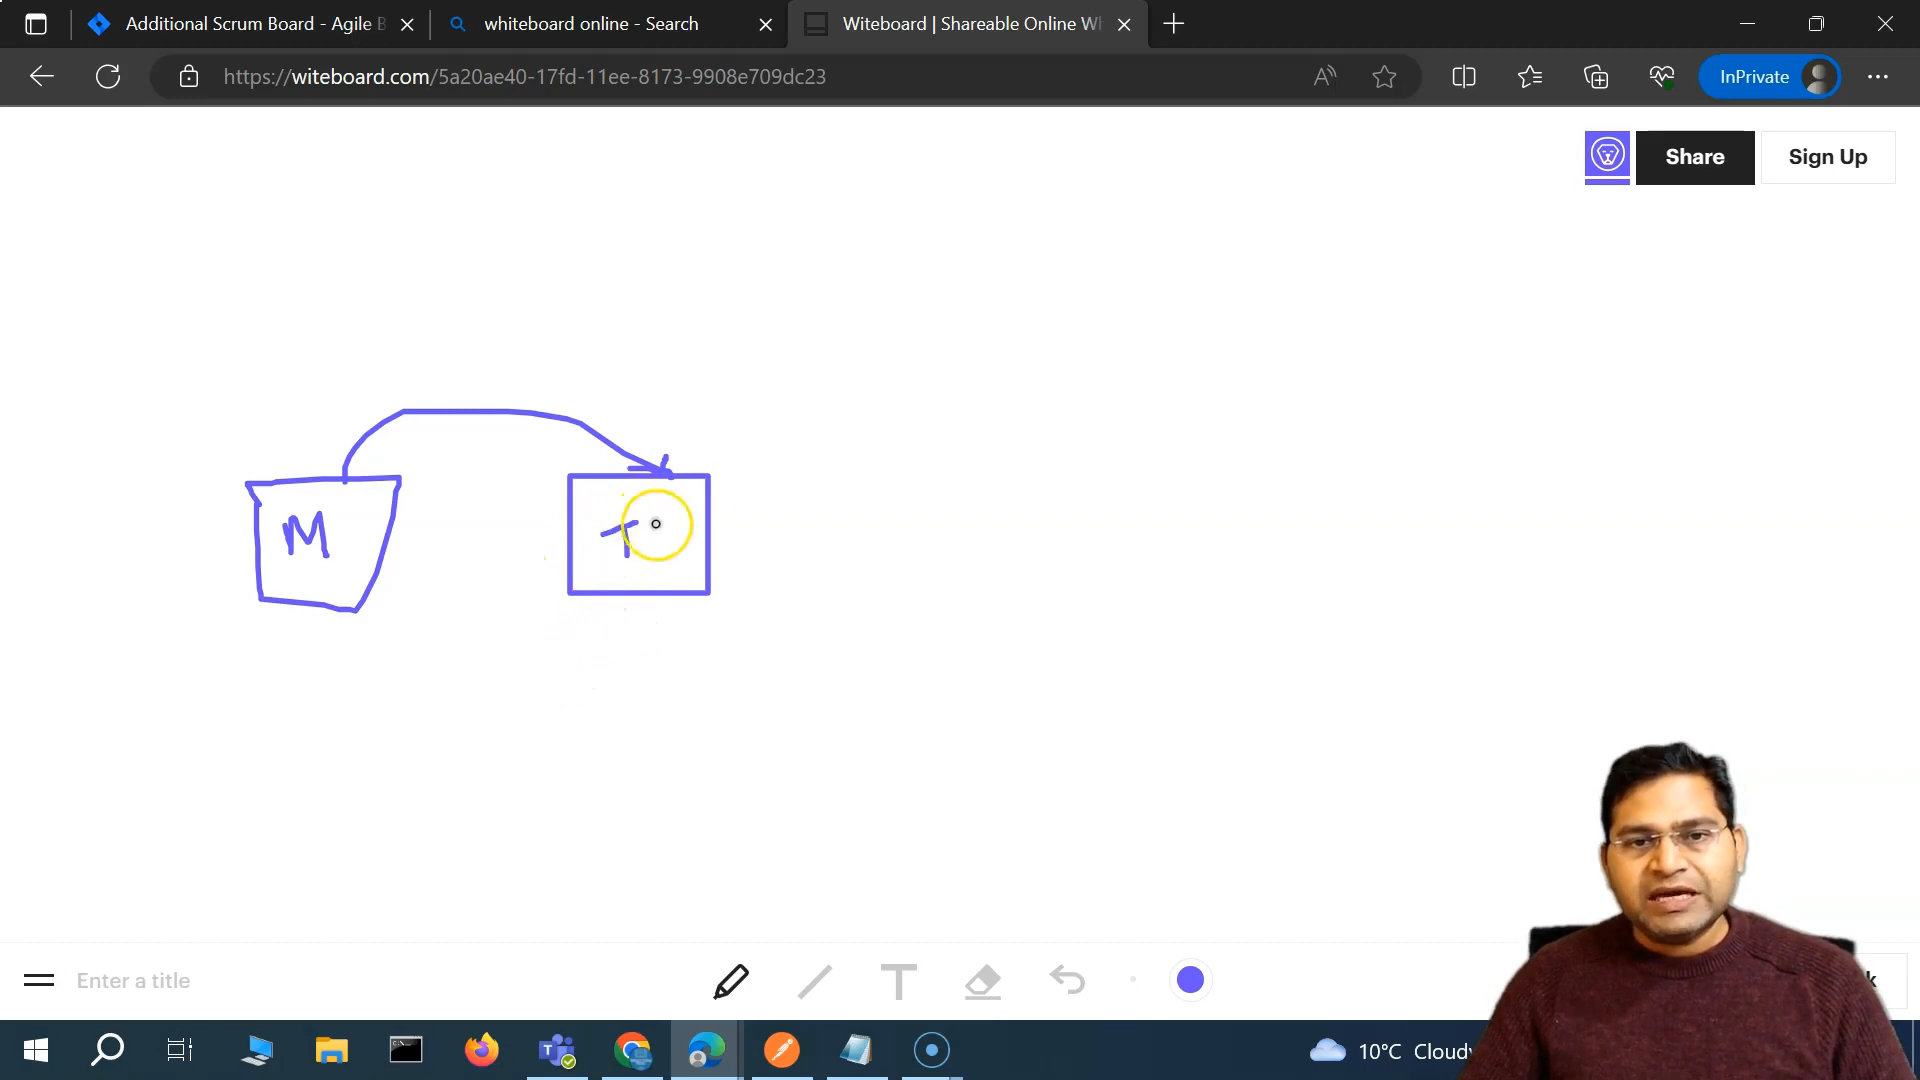 Additional Scrum Board - Agile B
whiteboard online - Search
Witeboard | Shareable Online Wh
https://witeboard.com/5a20ae40-17fd-11ee-8173-9908e709dc23
InPrivate
Share
Sign Up
M
T
Enter a title
T
k
10°C Cloudy